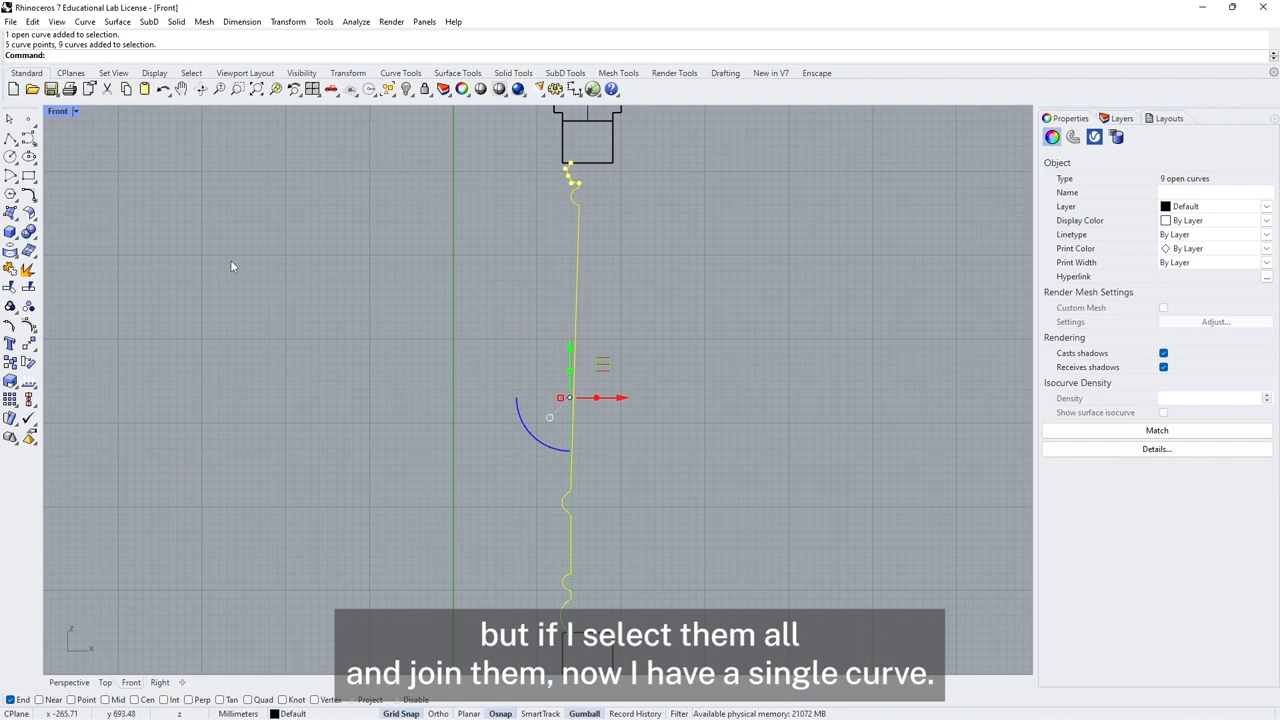 Rhinoceros 7 Educational Lab License - [Front]
File Edit View Curve Surface SubD Solid Mesh Dimension Transform Tools Analyze Render Panels Help
1 open curve added to selection.
5 curve points, 9 curves added to selection.
Command:
Standard CPlanes Set View Display Select Viewport Layout Visibility Transform Curve Tools Surface Tools Solid Tools SubD Tools Mesh Tools Render Tools Drafting New in V7 Enscape
Front
Properties Layers Layouts
Object
Type 9 open curves
Name
Layer Default
Display Color By Layer
Linetype By Layer
Print Color By Layer
Print Width By Layer
Hyperlink ...
Render Mesh Settings
Custom Mesh
Settings Adjust...
Rendering
Casts shadows
Receives shadows
Isocurve Density
Density
Show surface isocurve
Match
Details...
z
x
but if I select them all
and join them, now I have a single curve.
Perspective Top Front Right
End Near Point Mid Cen Int Perp Tan Quad Knot Vertex Project Disable
CPlane x -265.71 y 693.48 z Millimeters Default Grid Snap Ortho Planar Osnap SmartTrack Gumball Record History Filter Available physical memory: 21072 MB